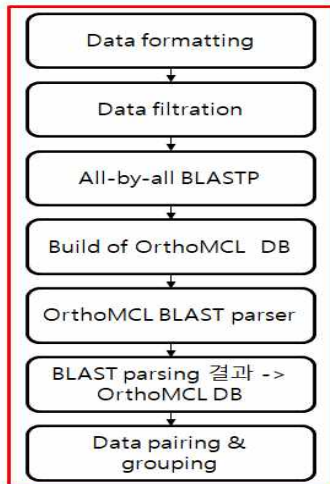 Data formatting
Data filtration
All-by-all BLASTP
Build of OrthoMCL DB
OrthoMCL BLAST parser
BLAST parsing 결과 ->
OrthoMCL DB
Data pairing &
grouping